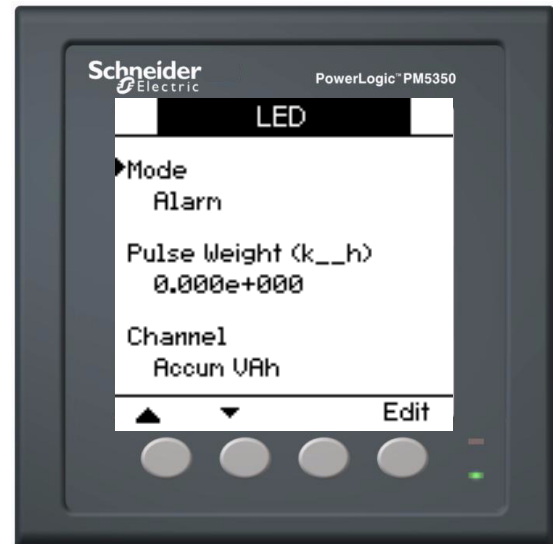 Schneider
Electric
PowerLogic™ PM5350
LED
Mode
Alarm
Pulse Weight (k__h)
0.000e+000
Channel
Accum VAh
Edit